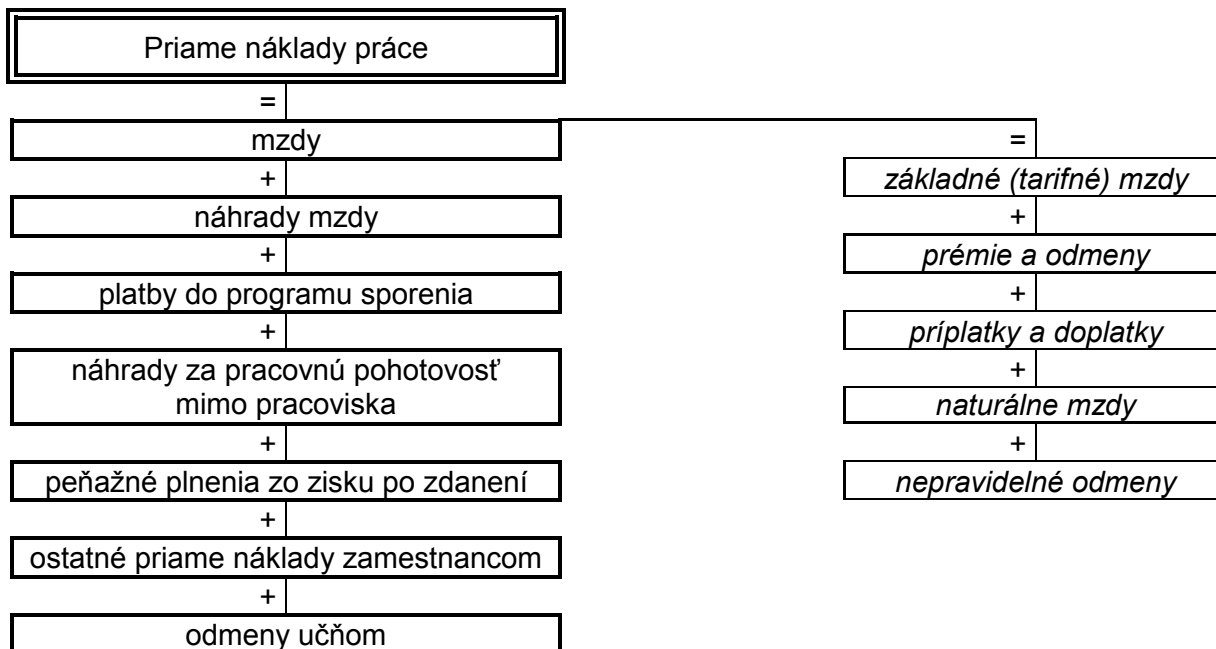 Priame náklady práce
=
mzdy
+
náhrady mzdy
+
platby do programu sporenia
+
náhrady za pracovnú pohotovosť
mimo pracoviska
+
peňažné plnenia zo zisku po zdanení
+
ostatné priame náklady zamestnancom
+
odmeny učňom
=
základné (tarifné) mzdy
+
prémie a odmeny
+
príplatky a doplatky
+
naturálne mzdy
+
nepravidelné odmeny